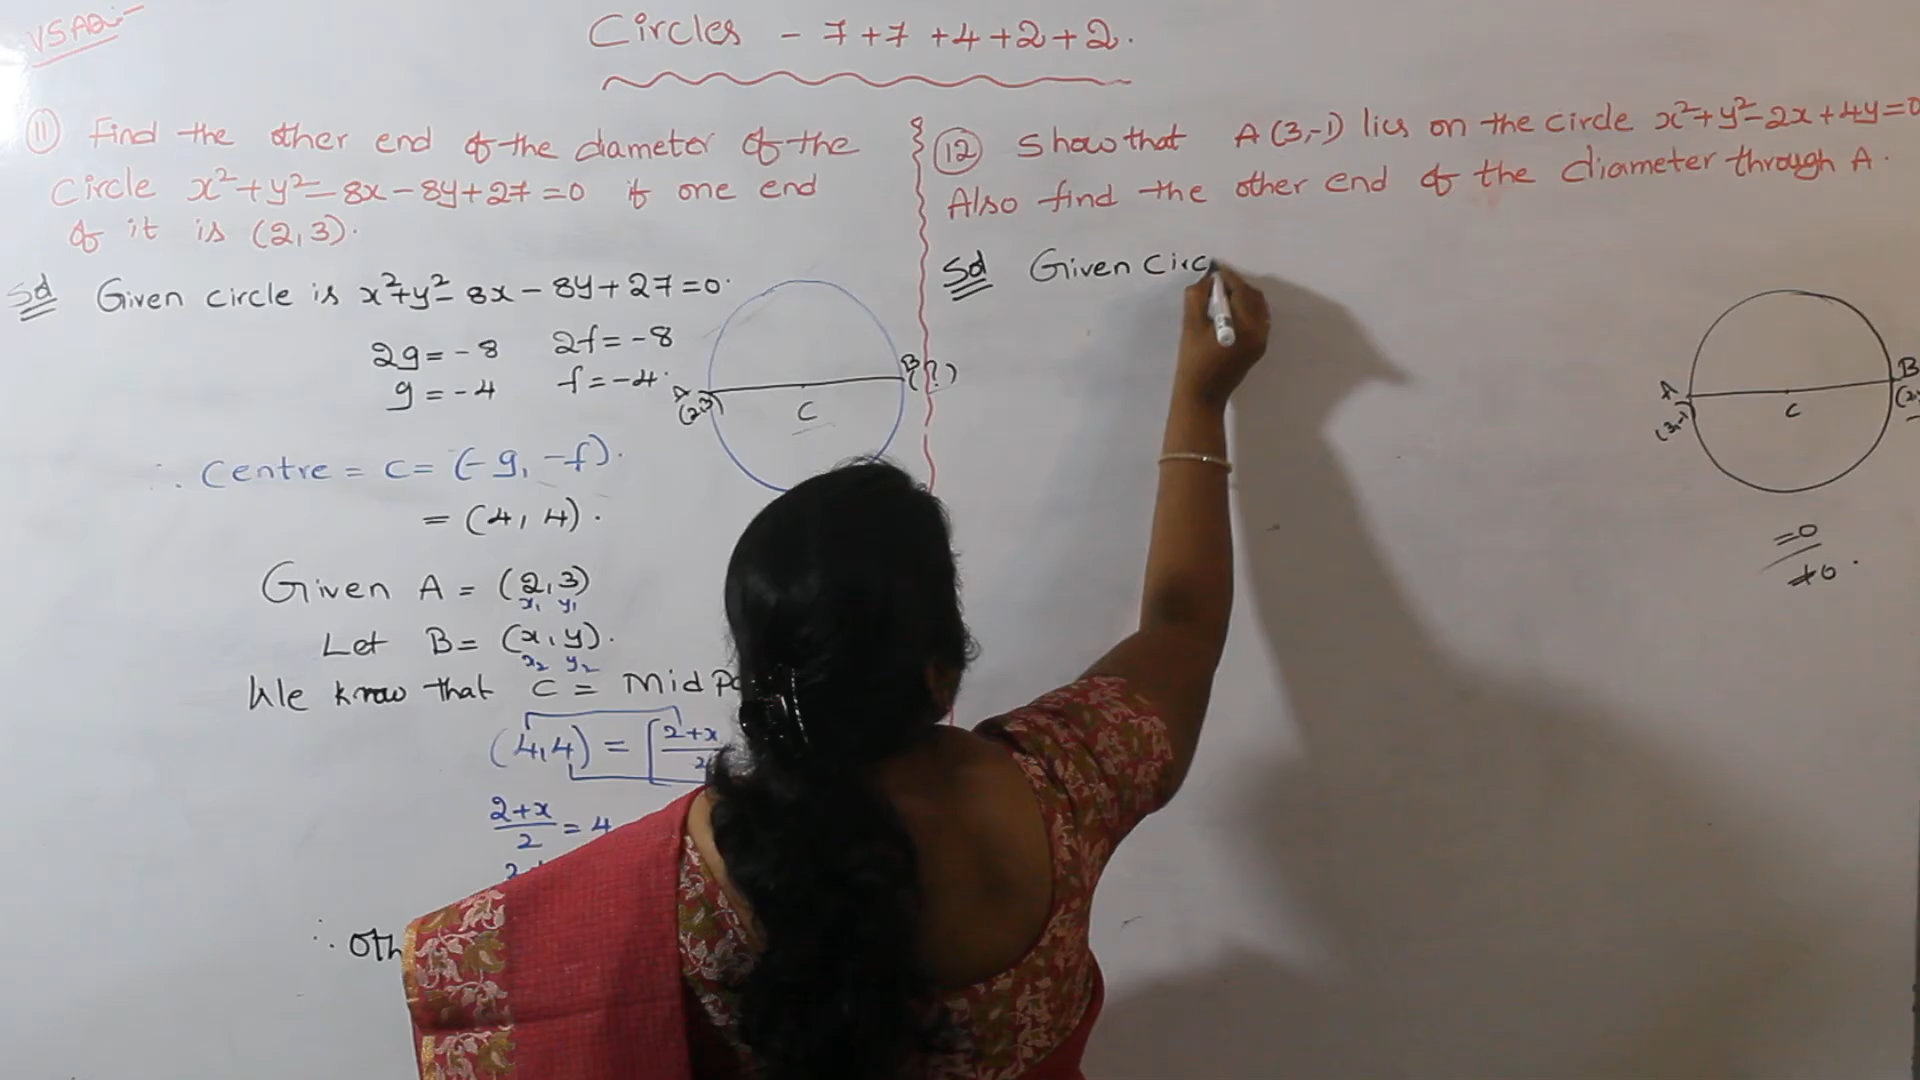 VSAQ:-
Circles - 7+7+4+2+2.
(11) Find the other end of the diameter of the
Circle x²+y²-8x-8y+27=0 if one end
of it is (2,3).
Sol Given circle is x²+y²-8x-8y+27=0.
2g=-8 2f=-8
g=-4 f=-4.
A (2,3) C B (?)
∴ Centre = C= (-g, -f).
= (4, 4).
Given A = (2,3)
x₁ y₁
Let B= (x, y).
x₂ y₂
We know that C = Mid
(4,4) = [2+x
2+x/2 = 4
∴ Oth
(12) Show that A(3,-1) lies on the circle x²+y²-2x+4y=0
Also find the other end of the diameter through A.
Sol Given Circ
A (3,-1) C B
=0
≠0.